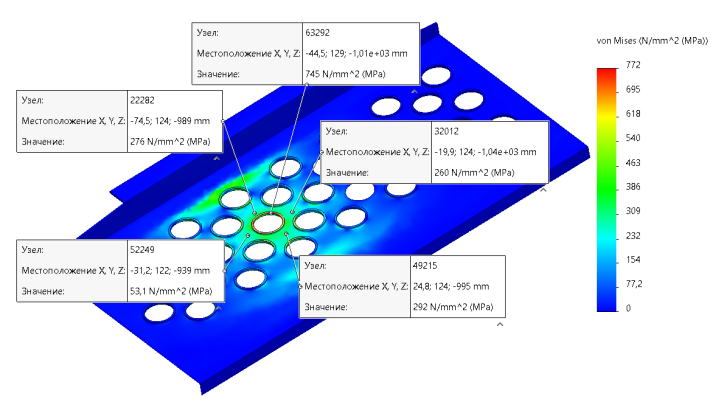 Узел: 63292
Местоположение X, Y, Z: -44,5; 129; -1,01e+03 mm
Значение: 745 N/mm^2 (MPa)
von Mises (N/mm^2 (MPa))
772
695
618
540
463
386
309
232
154
77,2
0
Узел: 22282
Местоположение X, Y, Z: -74,5; 124; -989 mm
Значение: 276 N/mm^2 (MPa)
Узел: 32012
Местоположение X, Y, Z: -19,9; 124; -1,04e+03 mm
Значение: 260 N/mm^2 (MPa)
Узел: 52249
Местоположение X, Y, Z: -31,2; 122; -939 mm
Значение: 53,1 N/mm^2 (MPa)
Узел: 49215
Местоположение X, Y, Z: 24,8; 124; -995 mm
Значение: 292 N/mm^2 (MPa)